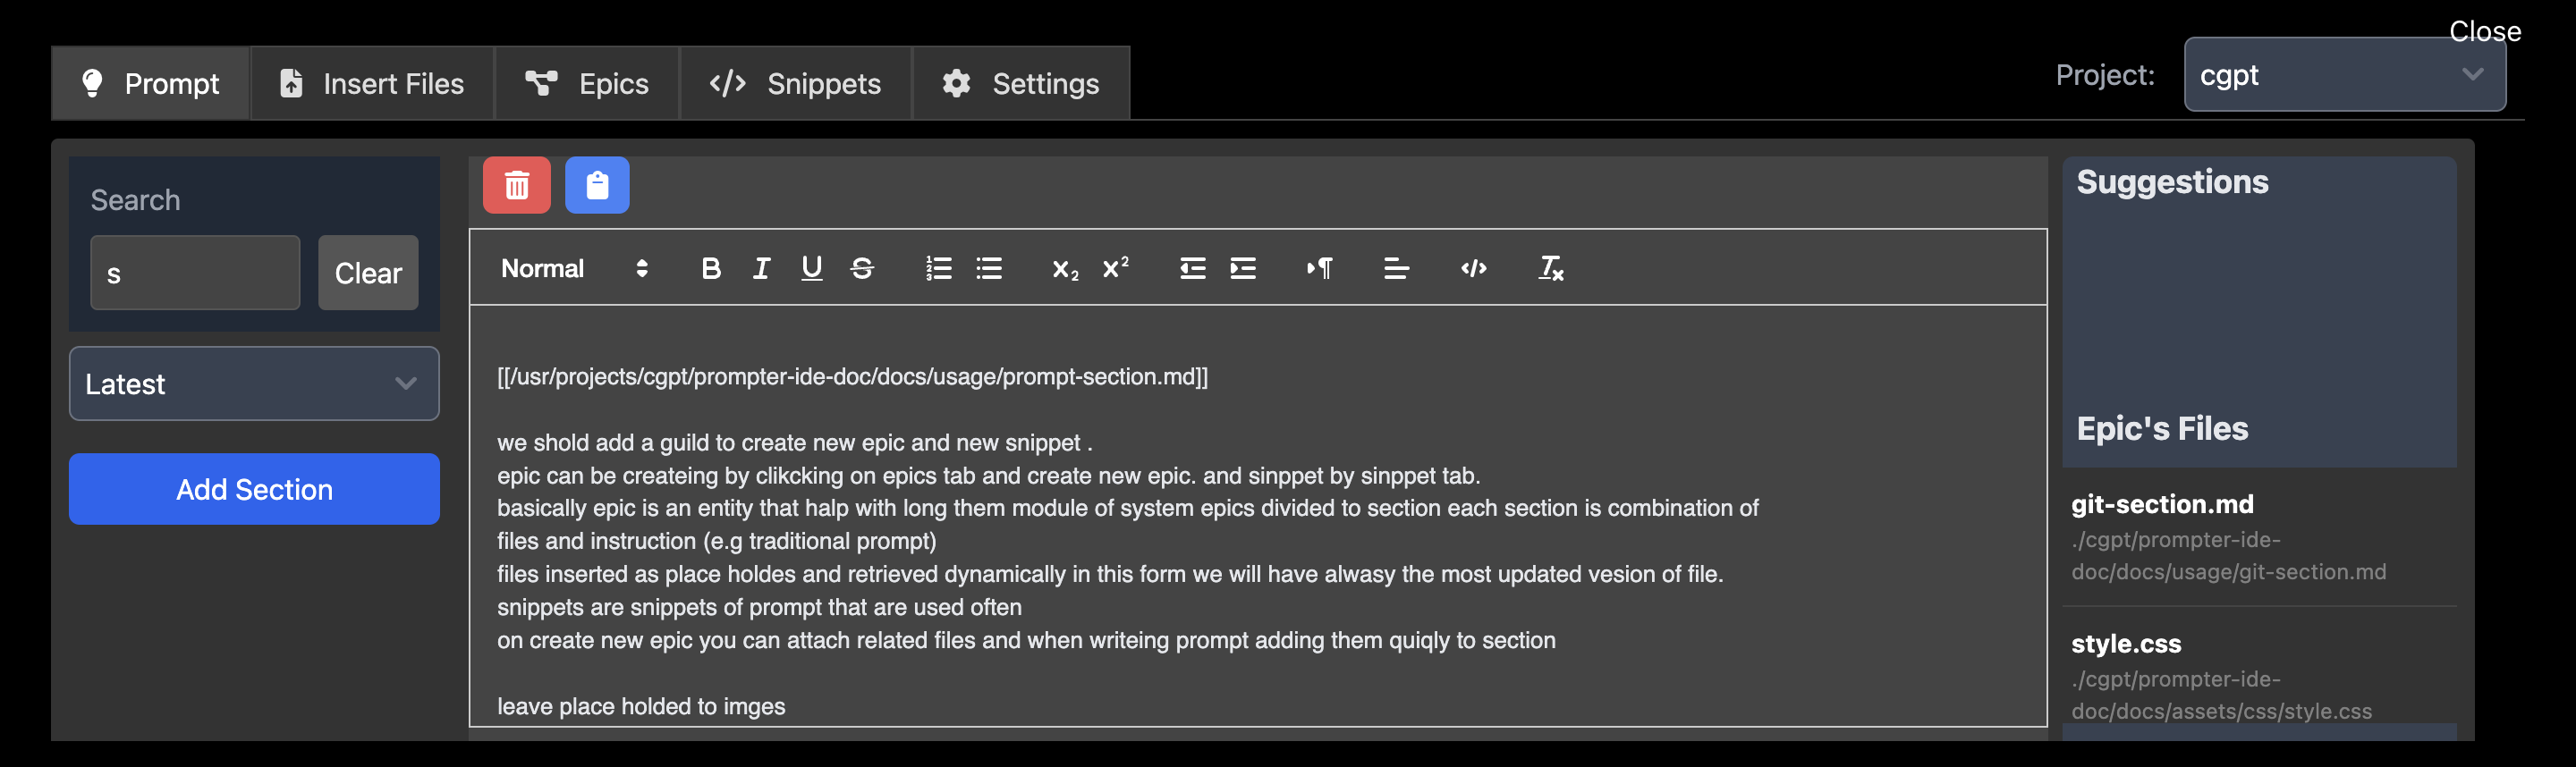 Close
Prompt
Insert Files
Epics
Snippets
Settings
Project:
cgpt
Search
s
Clear
Latest
Add Section
Normal
[[/usr/projects/cgpt/prompter-ide-doc/docs/usage/prompt-section.md]]
we shold add a guild to create new epic and new snippet .
epic can be createing by clikcking on epics tab and create new epic. and sinppet by sinppet tab.
basically epic is an entity that halp with long them module of system epics divided to section each section is combination of
files and instruction (e.g traditional prompt)
files inserted as place holdes and retrieved dynamically in this form we will have alwasy the most updated vesion of file.
snippets are snippets of prompt that are used often
on create new epic you can attach related files and when writeing prompt adding them quiqly to section
leave place holded to imges
Suggestions
Epic's Files
git-section.md
./cgpt/prompter-ide-
doc/docs/usage/git-section.md
style.css
./cgpt/prompter-ide-
doc/docs/assets/css/style.css